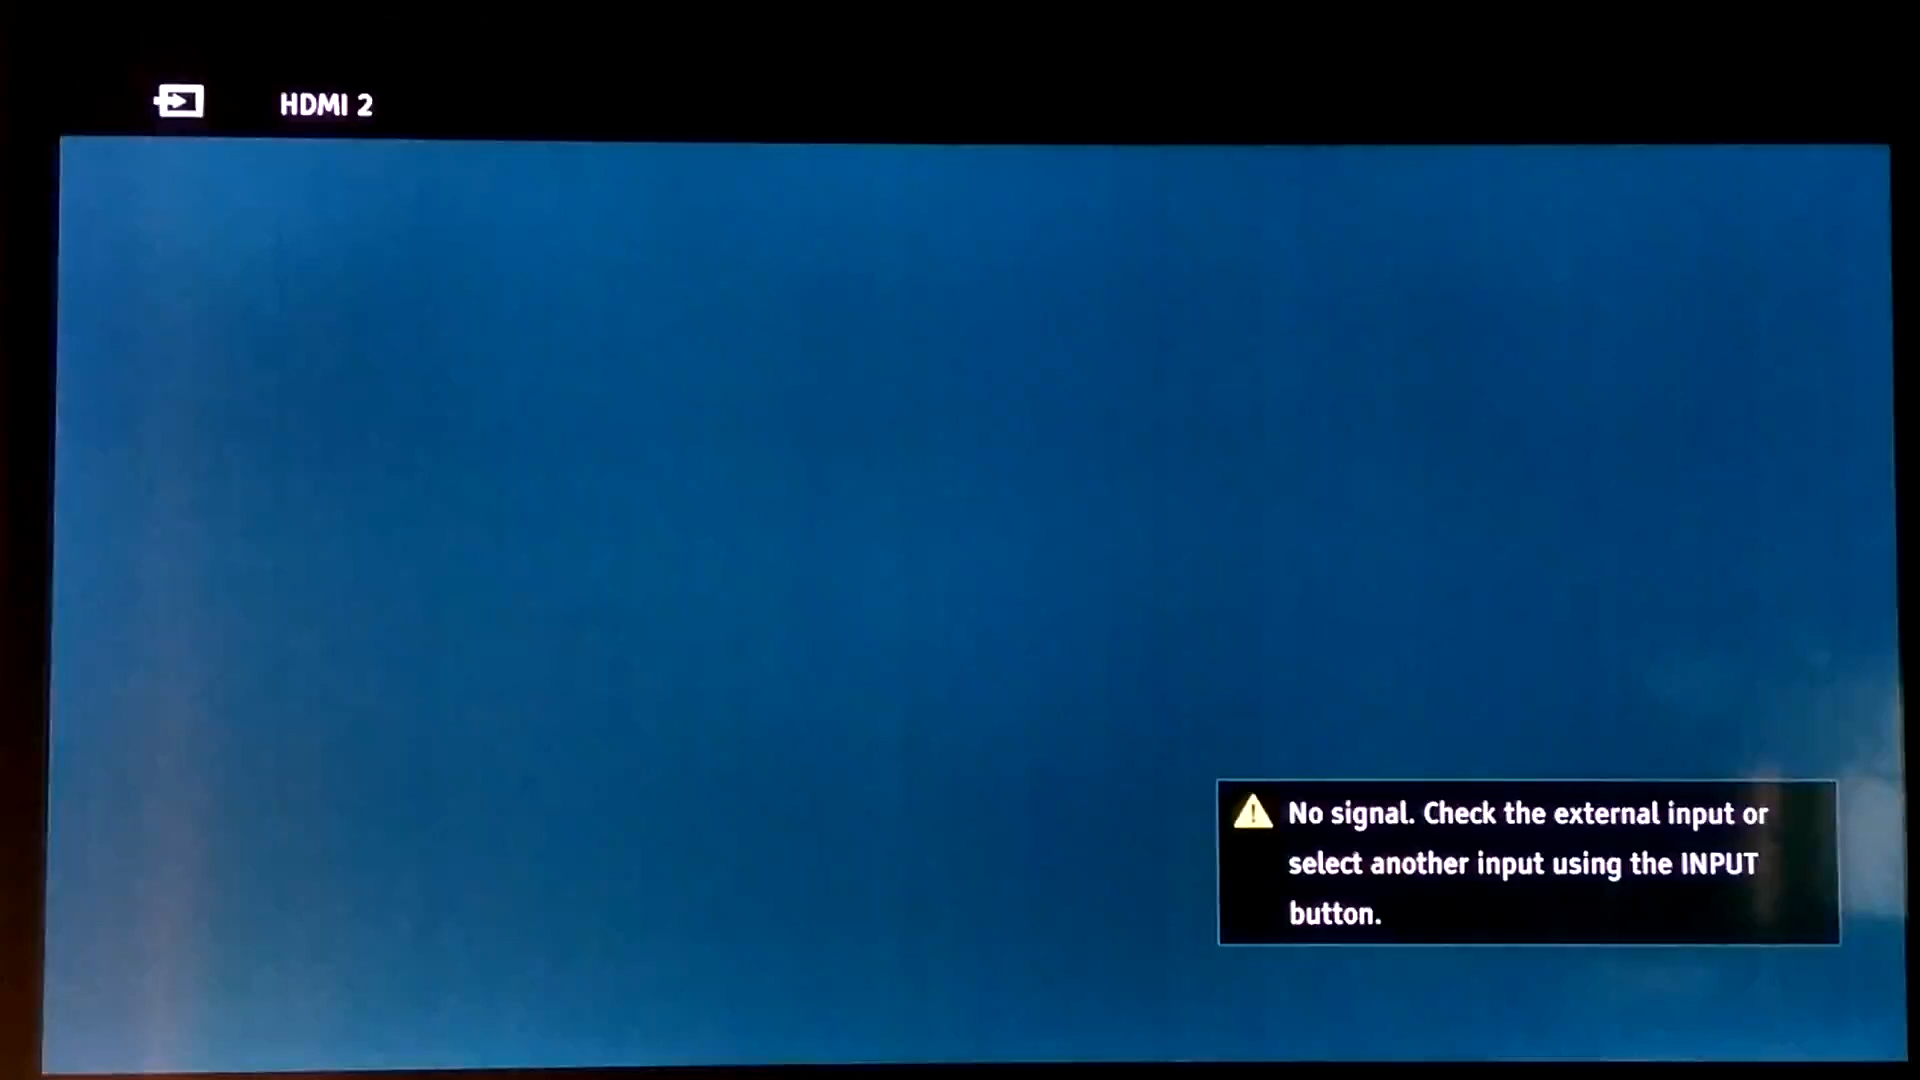 HDMI 2
No signal. Check the external input or
select another input using the INPUT
button.